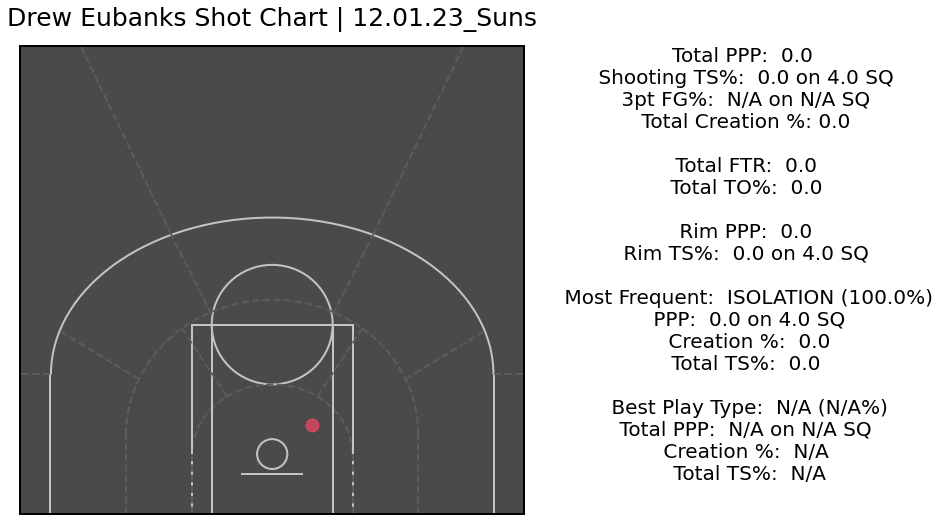 Drew Eubanks Shot Chart | 12.01.23_Suns
Total PPP:  0.0
Shooting TS%:  0.0 on 4.0 SQ
3pt FG%:  N/A on N/A SQ
Total Creation %: 0.0
Total FTR:  0.0
Total TO%:  0.0
Rim PPP:  0.0
Rim TS%:  0.0 on 4.0 SQ
Most Frequent:  ISOLATION (100.0%)
PPP:  0.0 on 4.0 SQ
Creation %:  0.0
Total TS%:  0.0
Best Play Type:  N/A (N/A%)
Total PPP:  N/A on N/A SQ
Creation %:  N/A
Total TS%:  N/A